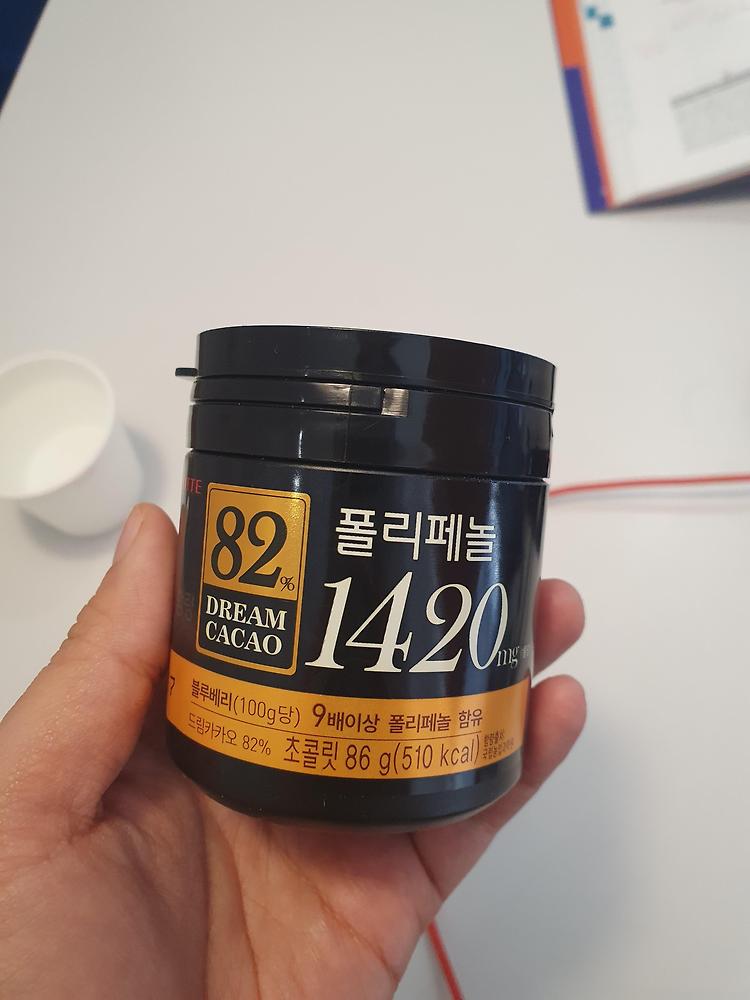 82%
DREAM
CACAO
폴리페놀
1420mg
블루베리(100g당) 9배이상 폴리페놀 함유
드림카카오 82% 초콜릿 86 g(510 kcal)